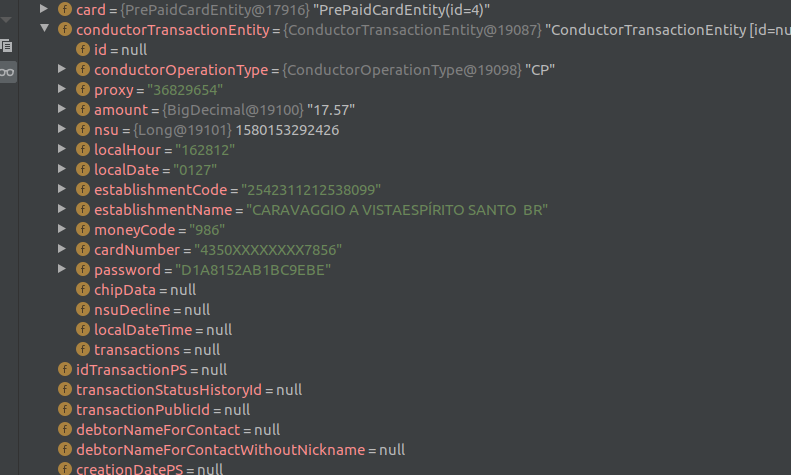 card = {PrePaidCardEntity@17916} "PrePaidCardEntity(id=4)"
conductorTransactionEntity = {ConductorTransactionEntity@19087} "ConductorTransactionEntity [id=nu
f id = null
f conductorOperationType = {ConductorOperationType@19098} "CP"
f proxy = "36829654"
f amount = {BigDecimal@19100} "17.57"
f nsu = {Long@19101} 1580153292426
f localHour = "162812"
f localDate = "0127"
f establishmentCode = "2542311212538099"
f establishmentName = "CARAVAGGIO A VISTAESPÍRITO SANTO  BR"
f moneyCode = "986"
f cardNumber = "4350XXXXXXXX7856"
f password = "D1A8152AB1BC9EBE"
f chipData = null
f nsuDecline = null
f localDateTime = null
f transactions = null
f idTransactionPS = null
f transactionStatusHistoryId = null
f transactionPublicId = null
f debtorNameForContact = null
f debtorNameForContactWithoutNickname = null
f creationDatePS = null